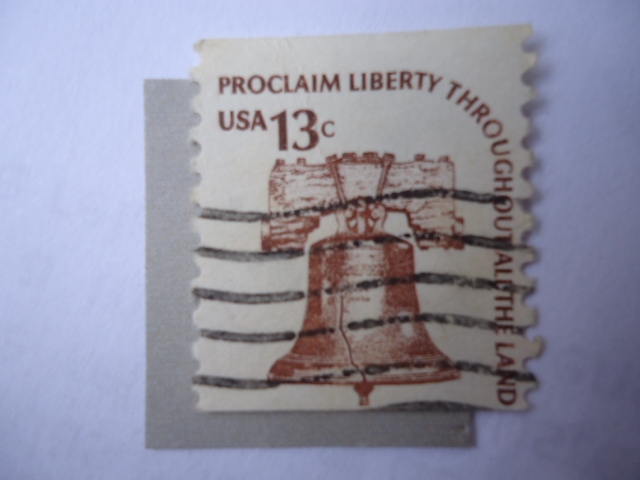 PROCLAIM LIBERTY THROUGHOUT ALL THE LAND
USA 13c